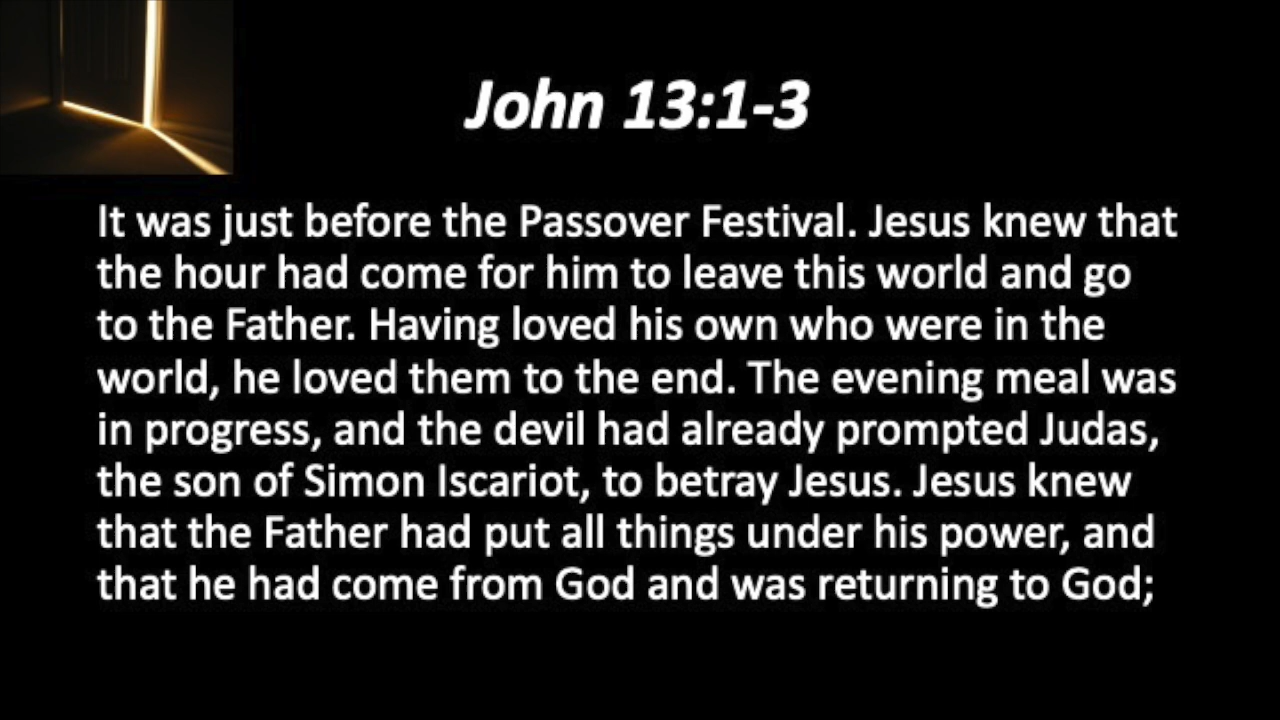 John 13:1-3
It was just before the Passover Festival. Jesus knew that
the hour had come for him to leave this world and go
to the Father. Having loved his own who were in the
world, he loved them to the end. The evening meal was
in progress, and the devil had already prompted Judas,
the son of Simon Iscariot, to betray Jesus. Jesus knew
that the Father had put all things under his power, and
that he had come from God and was returning to God;